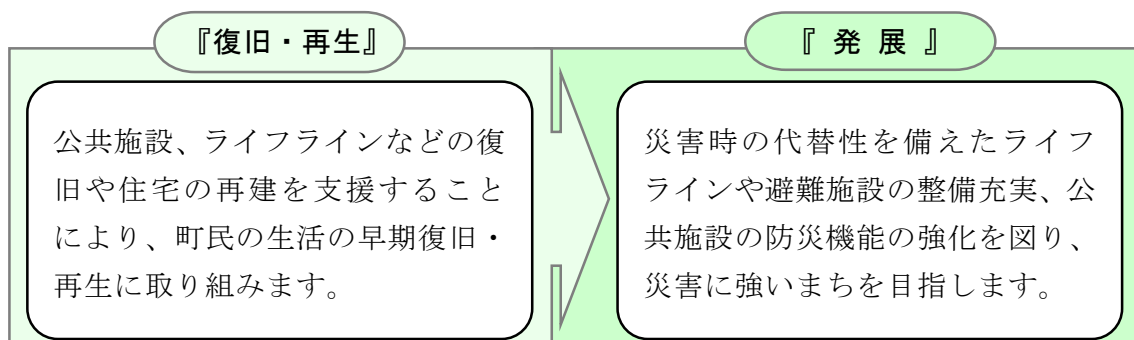 『復旧・再生』
公共施設、ライフラインなどの復
旧や住宅の再建を支援すること
により、町民の生活の早期復旧・
再生に取り組みます。
『 発 展 』
災害時の代替性を備えたライフ
ラインや避難施設の整備充実、公
共施設の防災機能の強化を図り、
災害に強いまちを目指します。